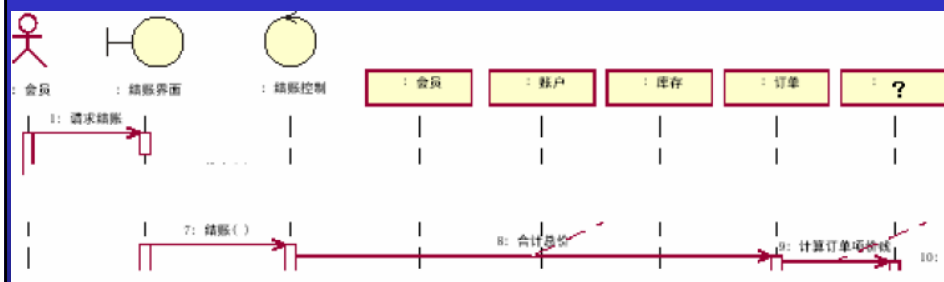 : 会员
: 结账界面
: 结账控制
: 会员
: 账户
: 库存
: 订单
: ?
1: 请求结账
7: 结账( )
8: 合计总价
9: 计算订单项价钱
10: